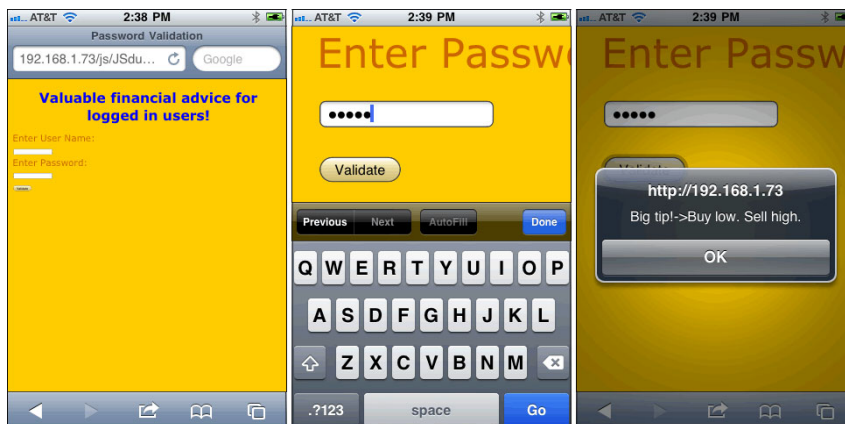 AT&T 2:38 PM
Password Validation
192.168.1.73/js/JSdu... Google
Valuable financial advice for
logged in users!
Enter User Name:
Enter Password:
AT&T 2:39 PM
Enter Passw
Validate
Previous Next AutoFill Done
Q W E R T Y U I O P
A S D F G H J K L
Z X C V B N M
.?123 space Go
AT&T 2:39 PM
Enter Passw
Validate
http://192.168.1.73
Big tip!->Buy low. Sell high.
OK